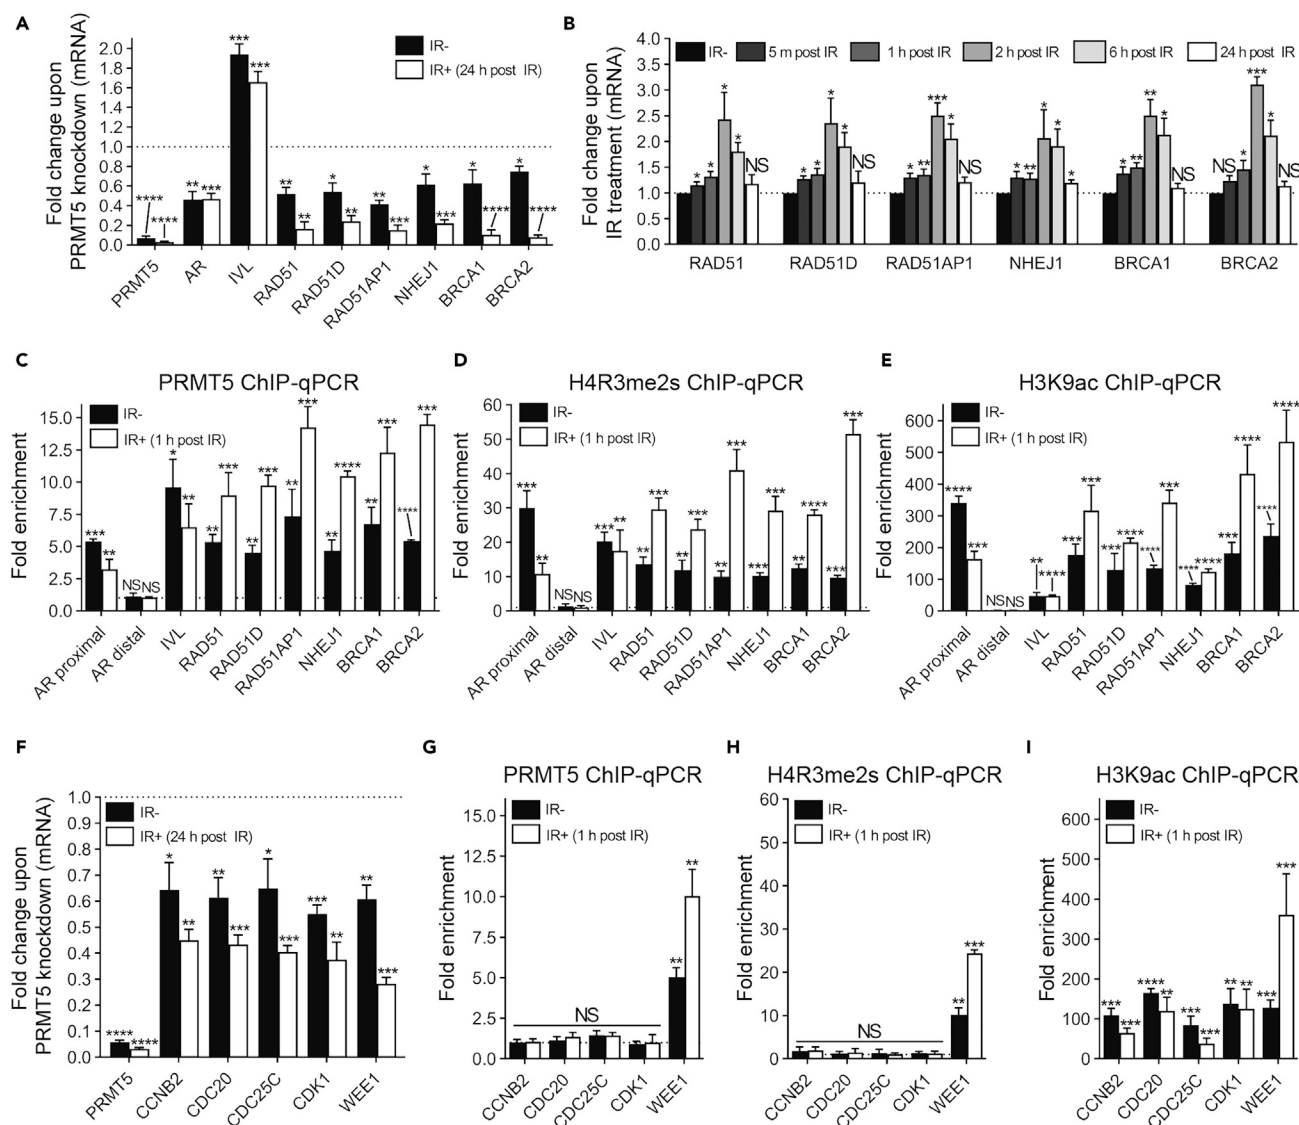 A
Fold change upon
PRMT5 knockdown (mRNA)
2.0
1.8
1.6
1.4
1.2
1.0
0.8
0.6
0.4
0.2
0.0
IR-
IR+ (24 h post IR)
**** **** ** *** *** *** ** ** * ** ** *** * *** * **** * ****
PRMT5 AR IVL RAD51 RAD51D RAD51AP1 NHEJ1 BRCA1 BRCA2
B
Fold change upon
IR treatment (mRNA)
4.0
3.5
3.0
2.5
2.0
1.5
1.0
0.5
0.0
IR- 5 m post IR 1 h post IR 2 h post IR 6 h post IR 24 h post IR
* * * * NS * * * * NS * ** *** * NS * ** * * * * ** ** * NS NS * *** * NS
RAD51 RAD51D RAD51AP1 NHEJ1 BRCA1 BRCA2
C
PRMT5 ChIP-qPCR
Fold enrichment
15.0
12.5
10.0
7.5
5.0
2.5
1.0
0.0
IR-
IR+ (1 h post IR)
*** ** NS NS * ** ** *** ** *** ** *** ** **** ** *** **** ***
AR proximal AR distal IVL RAD51 RAD51D RAD51AP1 NHEJ1 BRCA1 BRCA2
D
H4R3me2s ChIP-qPCR
Fold enrichment
60
50
40
30
20
10
0
IR-
IR+ (1 h post IR)
*** ** NS NS *** ** ** *** ** *** ** *** *** *** ** **** *** ***
AR proximal AR distal IVL RAD51 RAD51D RAD51AP1 NHEJ1 BRCA1 BRCA2
E
H3K9ac ChIP-qPCR
Fold enrichment
600
500
400
300
200
100
0
IR-
IR+ (1 h post IR)
**** *** NS NS ** **** *** *** *** **** **** *** **** **** *** **** **** ****
AR proximal AR distal IVL RAD51 RAD51D RAD51AP1 NHEJ1 BRCA1 BRCA2
F
Fold change upon
PRMT5 knockdown (mRNA)
1.0
0.9
0.8
0.7
0.6
0.5
0.4
0.3
0.2
0.1
0
IR-
IR+ (24 h post IR)
**** **** * ** ** *** * *** *** ** ** ***
PRMT5 CCNB2 CDC20 CDC25C CDK1 WEE1
G
PRMT5 ChIP-qPCR
Fold enrichment
15.0
12.5
10.0
7.5
5.0
2.5
1.0
0.0
IR-
IR+ (1 h post IR)
NS ** **
CCNB2 CDC20 CDC25C CDK1 WEE1
H
H4R3me2s ChIP-qPCR
Fold enrichment
60
50
40
30
20
10
0
IR-
IR+ (1 h post IR)
NS ** ***
CCNB2 CDC20 CDC25C CDK1 WEE1
I
H3K9ac ChIP-qPCR
Fold enrichment
600
500
400
300
200
100
0
IR-
IR+ (1 h post IR)
*** *** **** ** *** *** ** ** *** ***
CCNB2 CDC20 CDC25C CDK1 WEE1